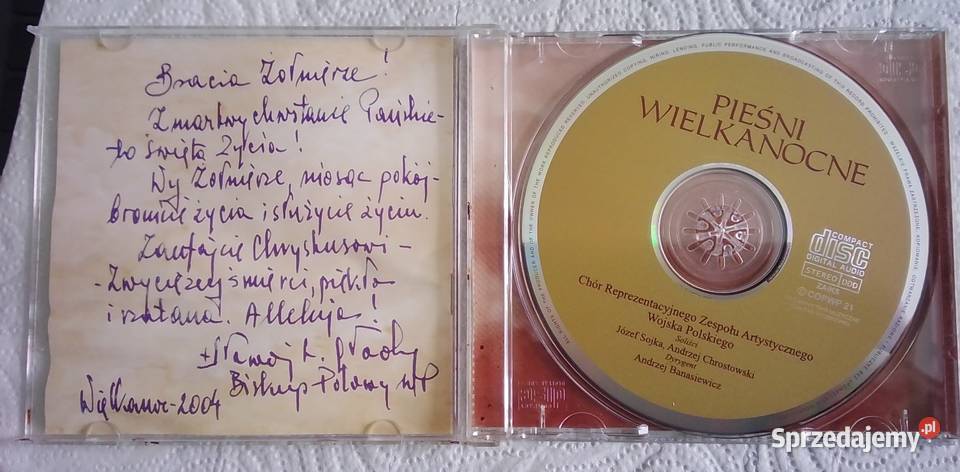 Bracia Żołnierze!
Zmartwychwstanie Pańskie -
to święto Życia!
Wy Żołnierze, niosąc pokój -
bronicie życia i służycie życiu.
Zaufajcie Chrystusowi -
- Zwycięzcy śmierci, piekła
i szatana. Alleluja!
Biskup Polowy WP
Wielkanoc - 2004
PIEŚNI
WIELKANOCNE
COMPACT
disc
DIGITAL AUDIO
STEREO DDD
ZAiKS
COPWP 21
Chór Reprezentacyjnego Zespołu Artystycznego
Wojska Polskiego
Soliści
Józef Sojka, Andrzej Chrostowski
Dyrygent
Andrzej Banasiewicz
Sprzedajemy.pl